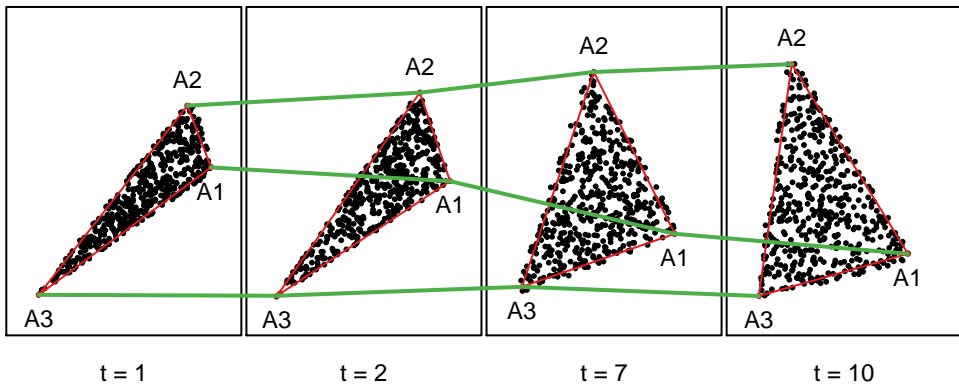 A2
A1
A3
A2
A1
A3
A2
A1
A3
A2
A1
A3
t = 1
t = 2
t = 7
t = 10